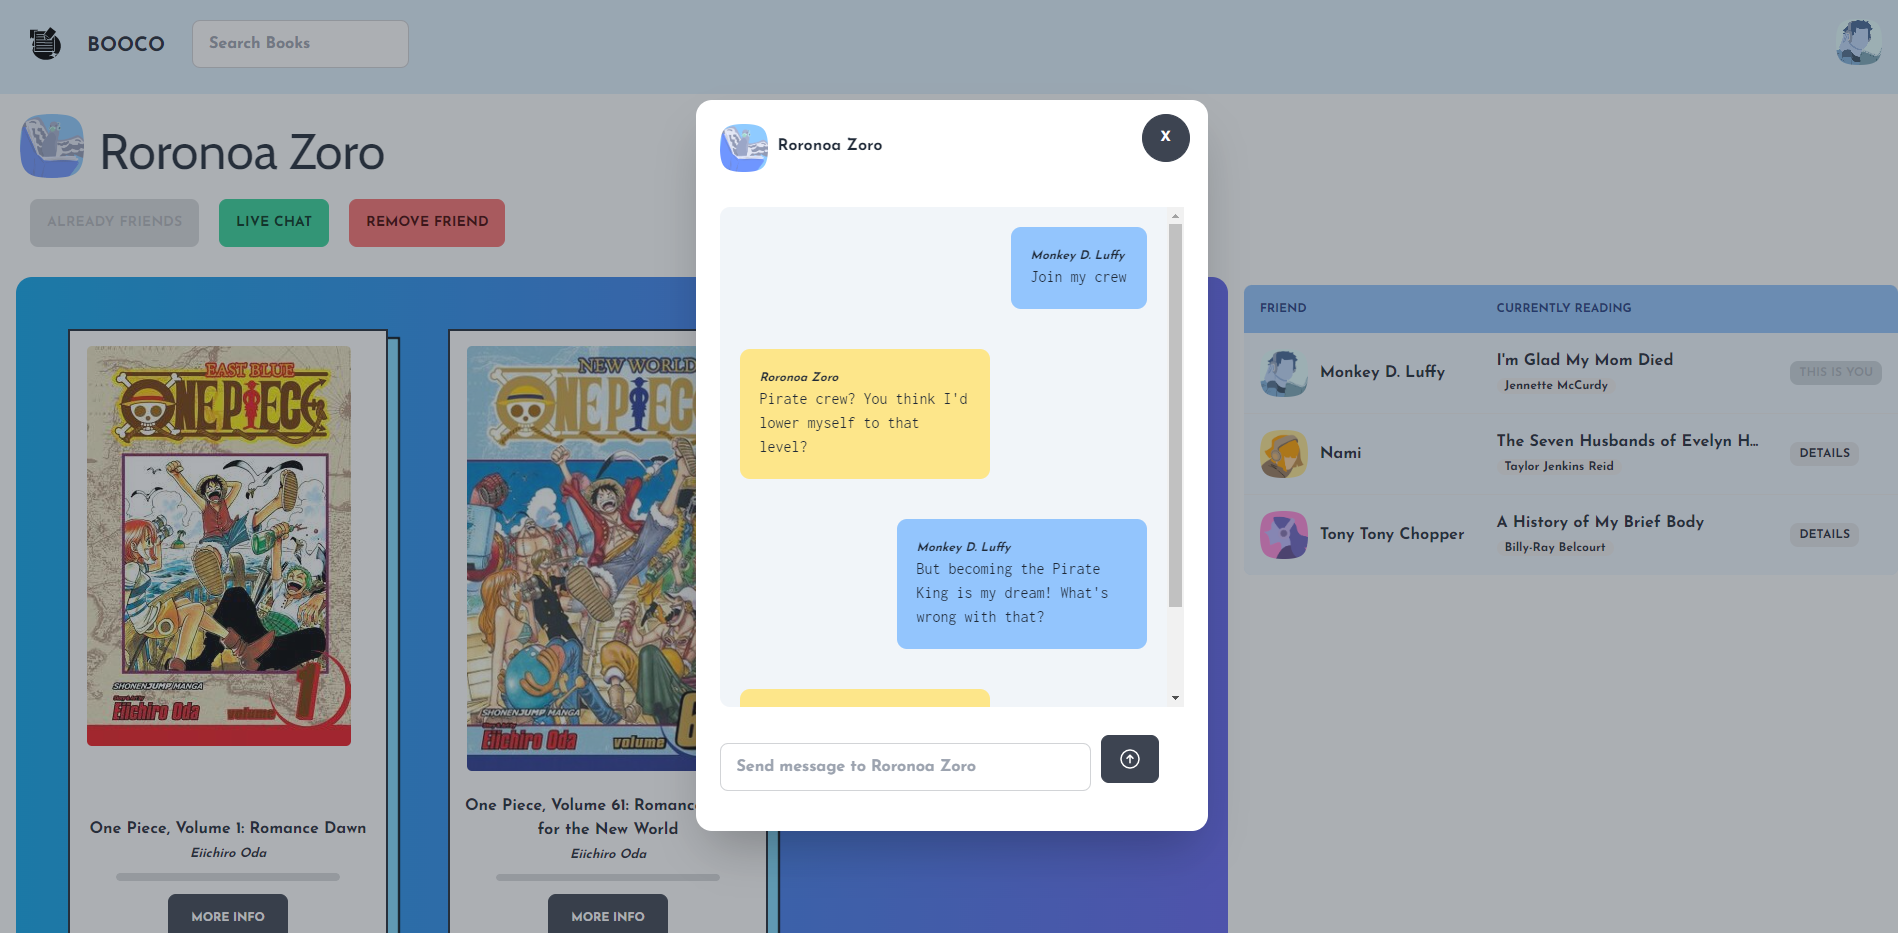 BOOCO
Search Books
Roronoa Zoro
ALREADY FRIENDS
LIVE CHAT
REMOVE FRIEND
EAST BLUE
ONE PIECE
SHONEN JUMP MANGA
Story & Art by
Eiichiro Oda
volume 1
One Piece, Volume 1: Romance Dawn
Eiichiro Oda
MORE INFO
NEW WORLD
ONE PIEC
SHONEN JUMP MANGA
Eiichiro Oda
volume 6
One Piece, Volume 61: Romanc
for the New World
Eiichiro Oda
MORE INFO
Roronoa Zoro
X
Monkey D. Luffy
Join my crew
Roronoa Zoro
Pirate crew? You think I'd
lower myself to that
level?
Monkey D. Luffy
But becoming the Pirate
King is my dream! What's
wrong with that?
Send message to Roronoa Zoro
FRIEND
CURRENTLY READING
Monkey D. Luffy
I'm Glad My Mom Died
Jennette McCurdy
THIS IS YOU
Nami
The Seven Husbands of Evelyn H...
Taylor Jenkins Reid
DETAILS
Tony Tony Chopper
A History of My Brief Body
Billy-Ray Belcourt
DETAILS